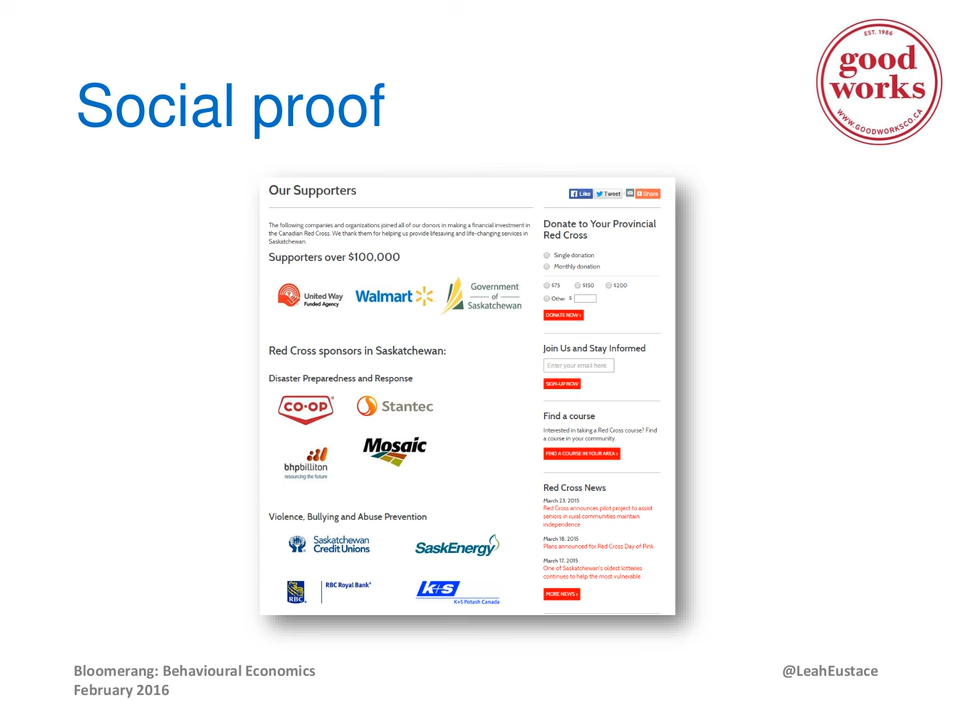 EST. 1986
good
works
WWW.GOODWORKSCO.CA
Social proof
Our Supporters
Like
Tweet
Share
The following companies and organizations joined all of our donors in making a financial investment in
the Canadian Red Cross. We thank them for helping us provide lifesaving and life-changing services in
Saskatchewan.
Supporters over $100,000
United Way
Funded Agency
Walmart
Government
of
Saskatchewan
Red Cross sponsors in Saskatchewan:
Disaster Preparedness and Response
CO-OP
Stantec
bhpbilliton
resourcing the future
Mosaic
Violence, Bullying and Abuse Prevention
Saskatchewan
Credit Unions
SaskEnergy
RBC
RBC Royal Bank®
K+S
K+S Potash Canada
Donate to Your Provincial
Red Cross
Single donation
Monthly donation
$75 $150 $200
Other $
DONATE NOW ›
Join Us and Stay Informed
Enter your email here
SIGN-UP NOW
Find a course
Interested in taking a Red Cross course? Find
a course in your community.
FIND A COURSE IN YOUR AREA ›
Red Cross News
March 23, 2015
Red Cross announces pilot project to assist
seniors in rural communities maintain
independence
March 18, 2015
Plans announced for Red Cross Day of Pink
March 17, 2015
One of Saskatchewan's oldest lotteries
continues to help the most vulnerable
MORE NEWS ›
Bloomerang: Behavioural Economics
February 2016
@LeahEustace